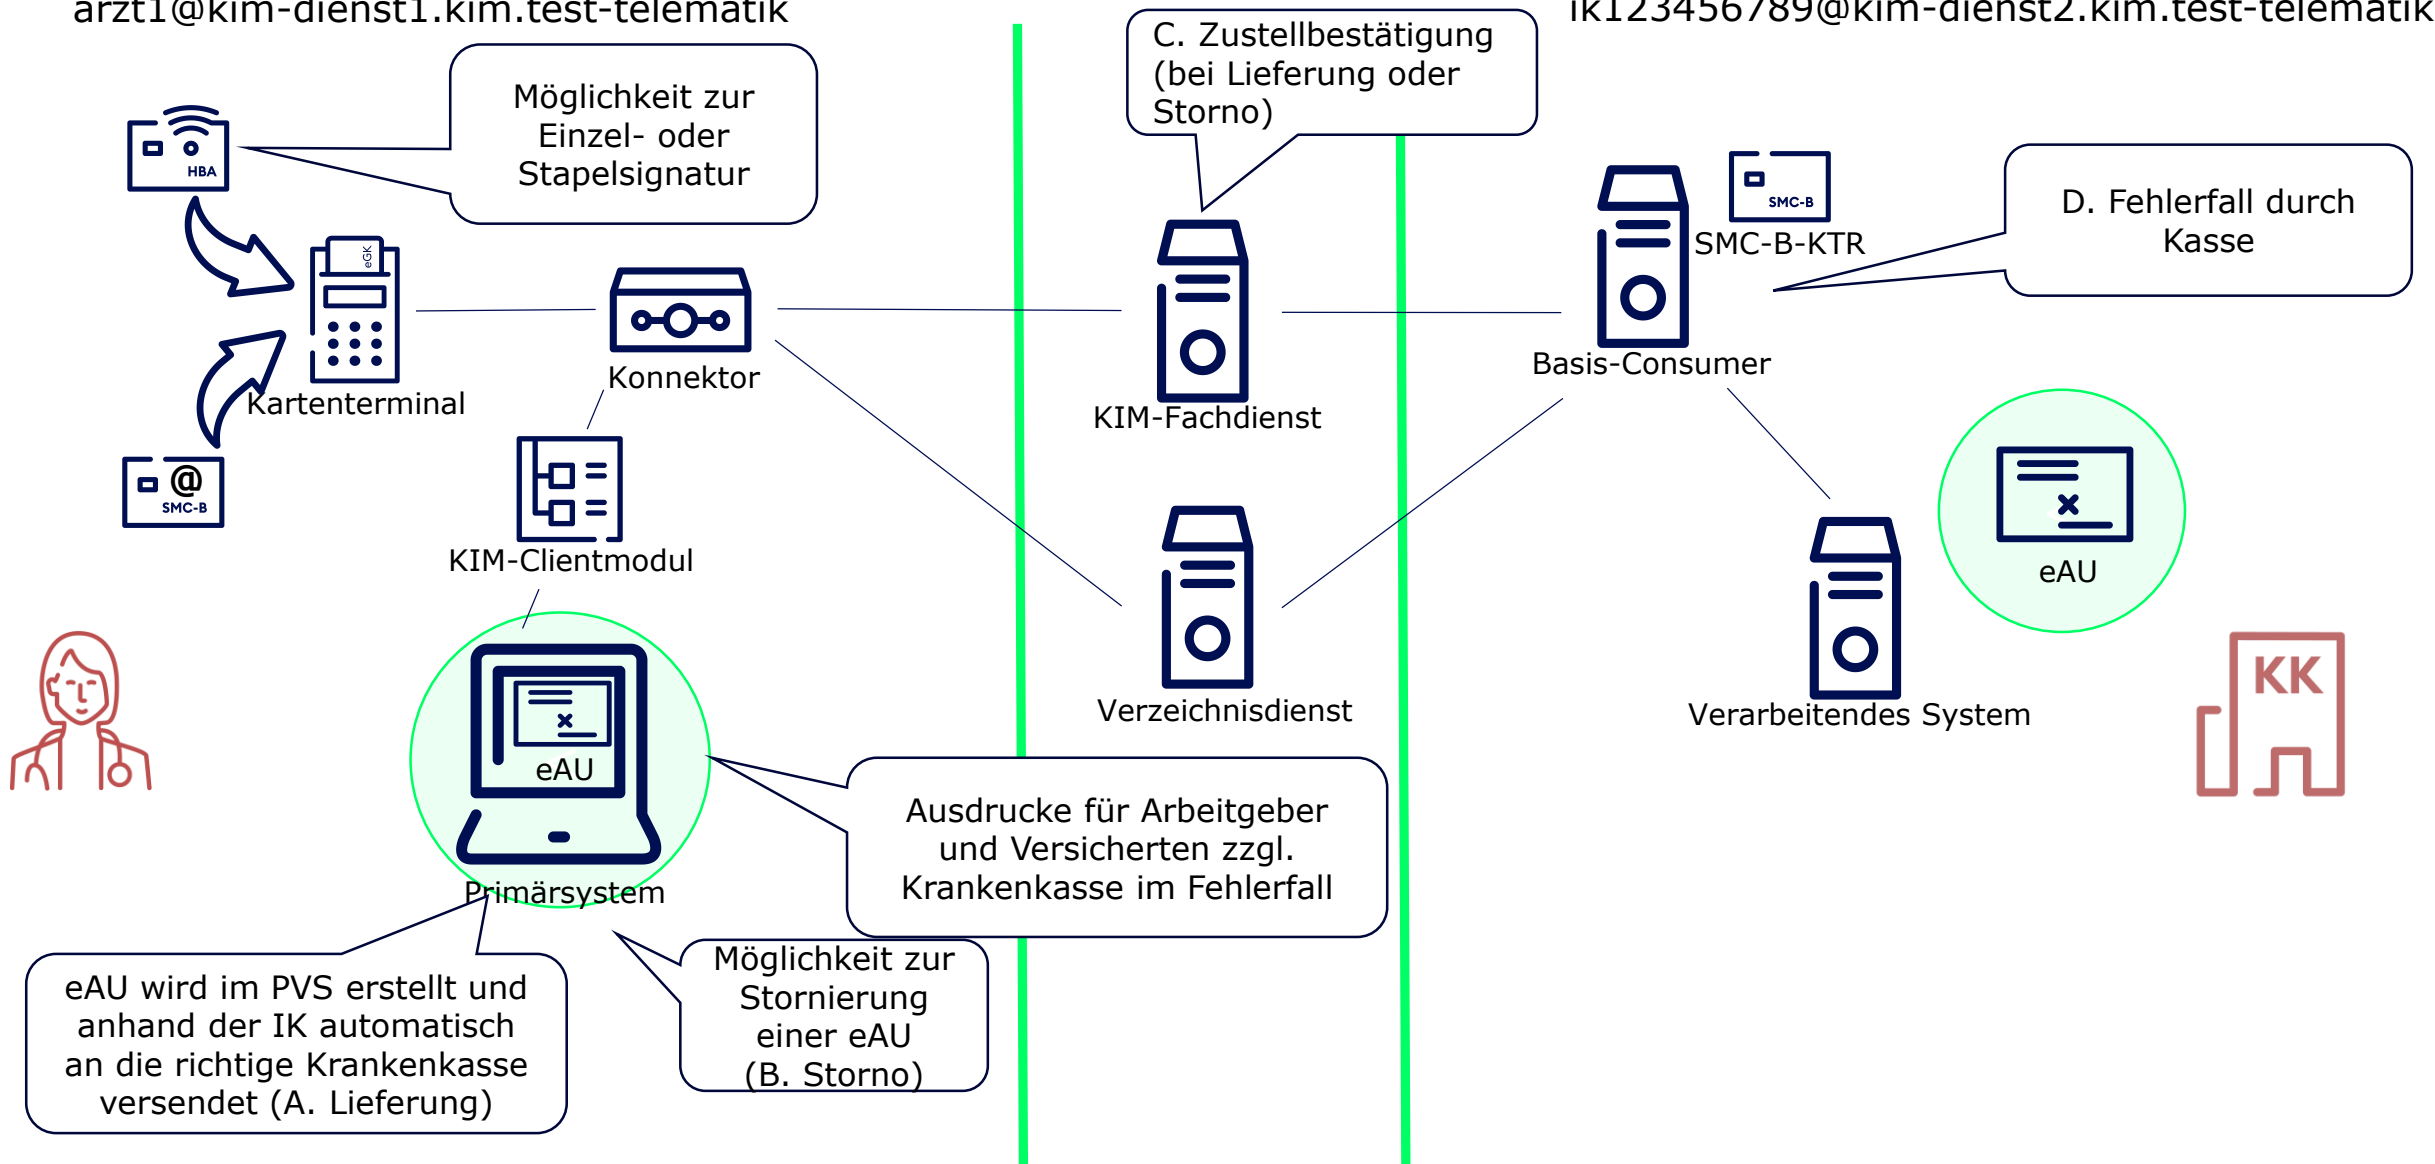 arzt1@kim-dienst1.kim.test-telematik
ik123456789@kim-dienst2.kim.test-telematik
C. Zustellbestätigung
(bei Lieferung oder
Storno)
Möglichkeit zur
Einzel- oder
Stapelsignatur
HBA
eGK
SMC-B
SMC-B-KTR
D. Fehlerfall durch
Kasse
Kartenterminal
Konnektor
KIM-Fachdienst
Basis-Consumer
@
SMC-B
KIM-Clientmodul
eAU
Verzeichnisdienst
Verarbeitendes System
KK
eAU
Primärsystem
Ausdrucke für Arbeitgeber
und Versicherten zzgl.
Krankenkasse im Fehlerfall
eAU wird im PVS erstellt und
anhand der IK automatisch
an die richtige Krankenkasse
versendet (A. Lieferung)
Möglichkeit zur
Stornierung
einer eAU
(B. Storno)